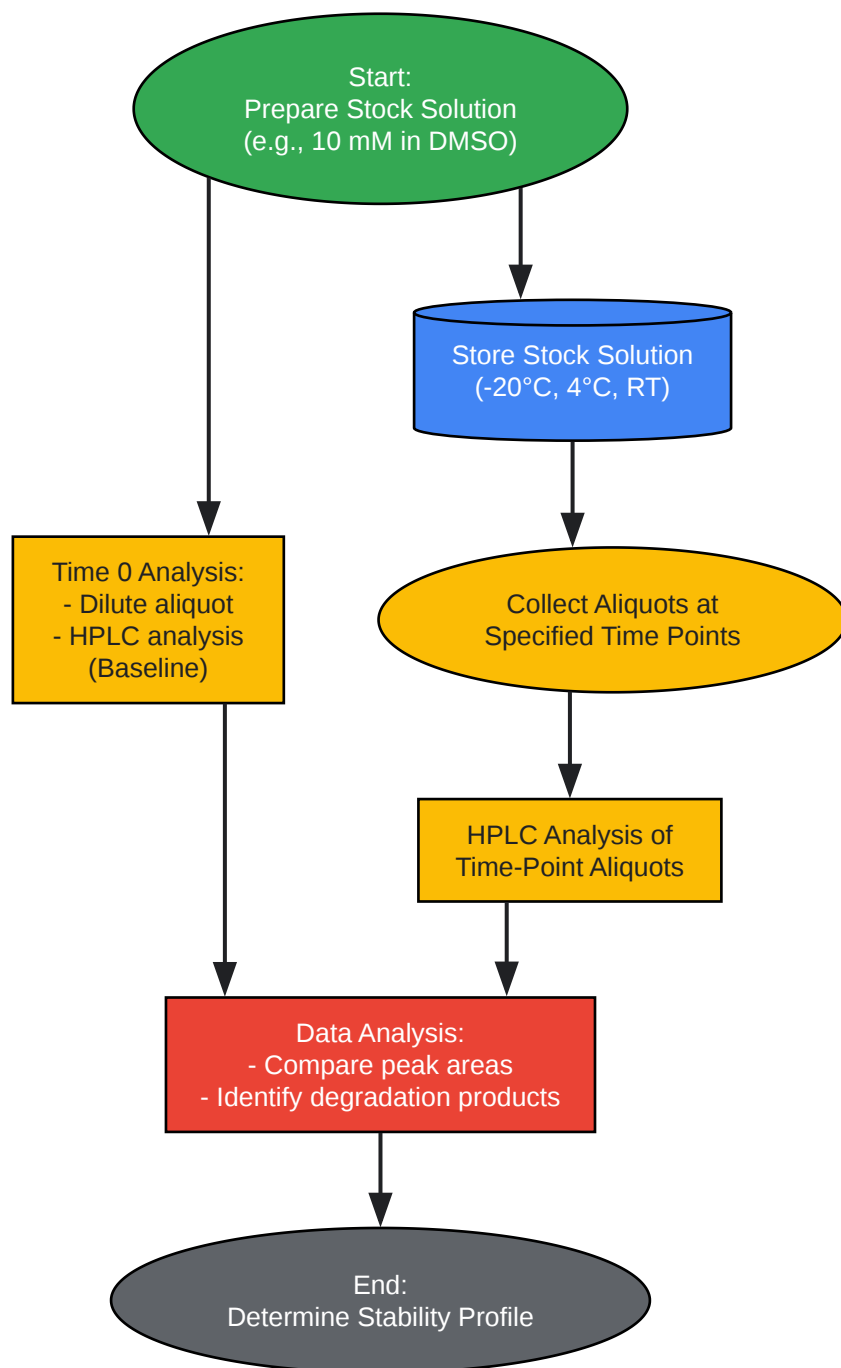 Start:
Prepare Stock Solution
(e.g., 10 mM in DMSO)
Store Stock Solution
(-20°C, 4°C, RT)
Time 0 Analysis:
- Dilute aliquot
- HPLC analysis
(Baseline)
Collect Aliquots at
Specified Time Points
HPLC Analysis of
Time-Point Aliquots
Data Analysis:
- Compare peak areas
- Identify degradation products
End:
Determine Stability Profile